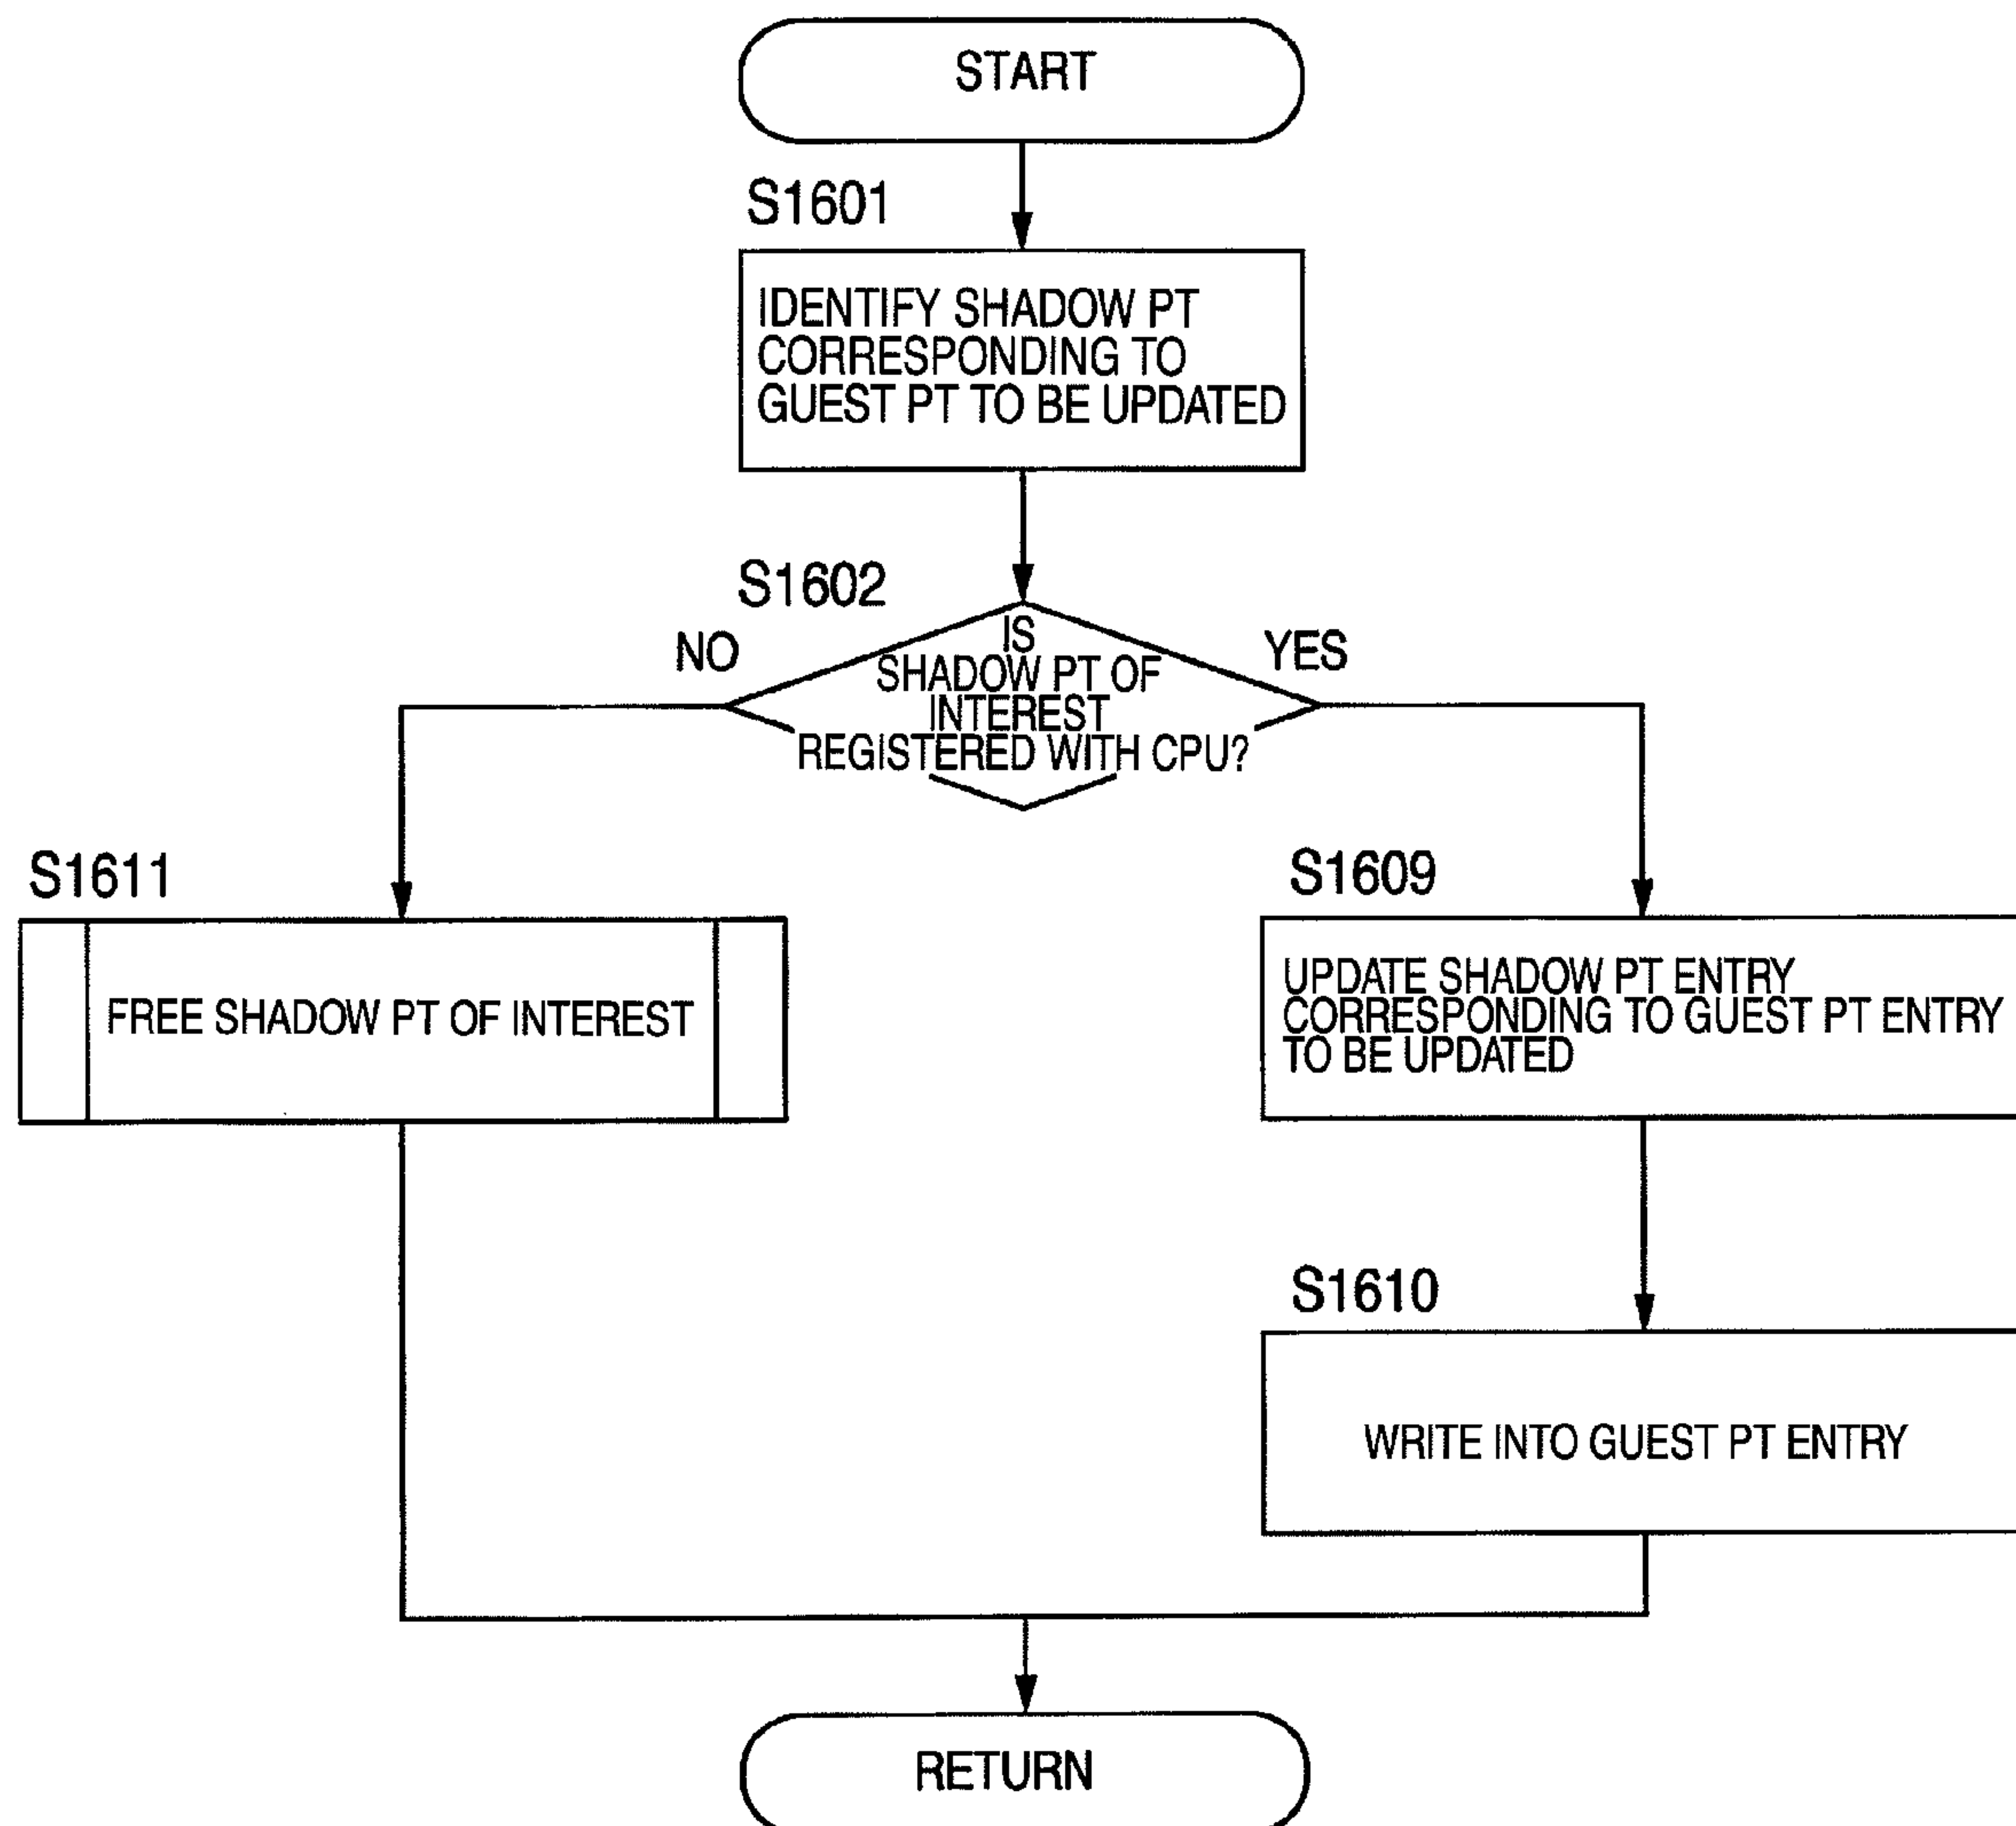 START
S1601
IDENTIFY SHADOW PT
CORRESPONDING TO
GUEST PT TO BE UPDATED
S1602
NO
YES
IS
SHADOW PT OF
INTEREST
REGISTERED WITH CPU?
S1611
FREE SHADOW PT OF INTEREST
S1609
UPDATE SHADOW PT ENTRY
CORRESPONDING TO GUEST PT ENTRY
TO BE UPDATED
S1610
WRITE INTO GUEST PT ENTRY
RETURN